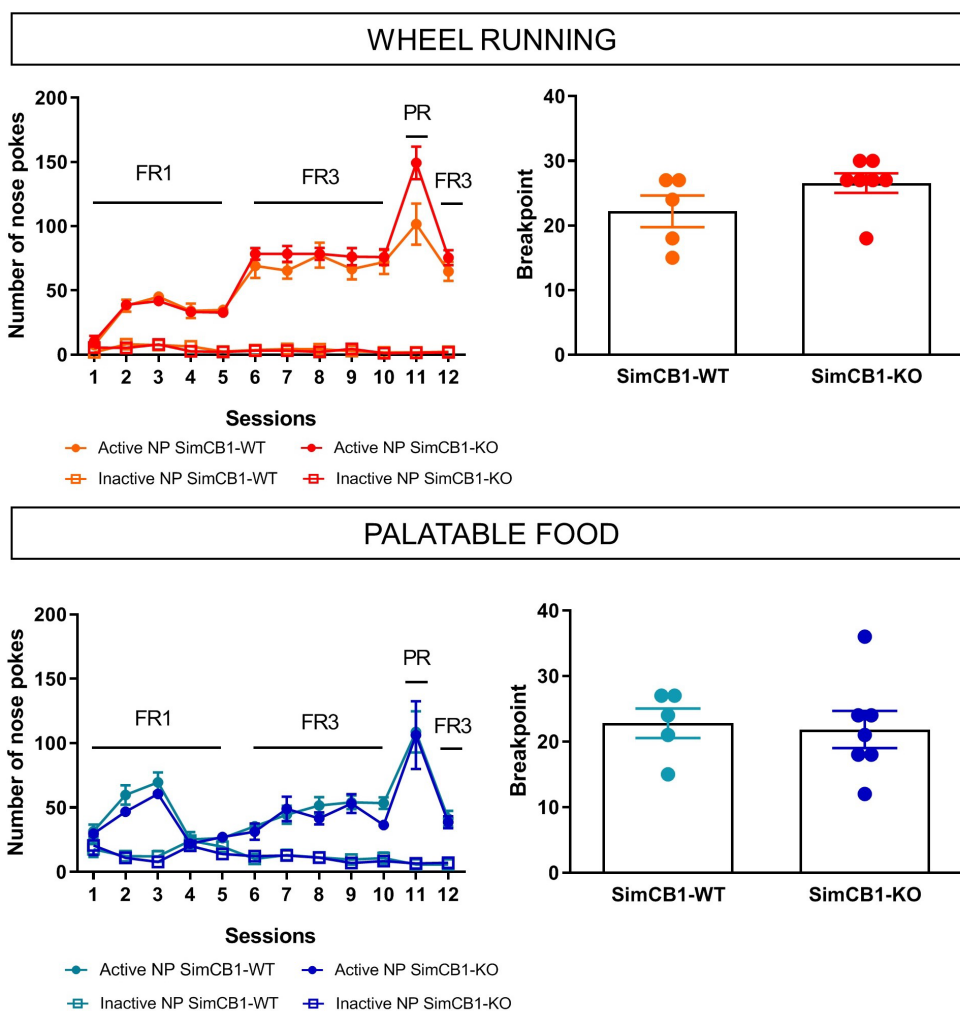 WHEEL RUNNING
Number of nose pokes
200
150
100
50
0
FR1
FR3
PR
FR3
1 2 3 4 5 6 7 8 9 10 11 12
Sessions
Active NP SimCB1-WT
Active NP SimCB1-KO
Inactive NP SimCB1-WT
Inactive NP SimCB1-KO
Breakpoint
40
30
20
10
0
SimCB1-WT
SimCB1-KO
PALATABLE FOOD
Number of nose pokes
200
150
100
50
0
FR1
FR3
PR
FR3
1 2 3 4 5 6 7 8 9 10 11 12
Sessions
Active NP SimCB1-WT
Active NP SimCB1-KO
Inactive NP SimCB1-WT
Inactive NP SimCB1-KO
Breakpoint
40
30
20
10
0
SimCB1-WT
SimCB1-KO